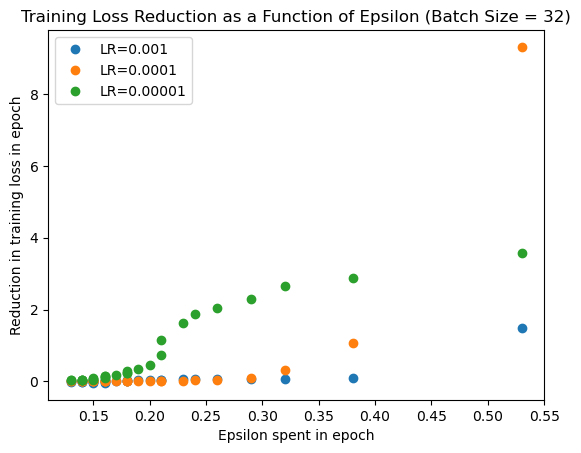 Training Loss Reduction as a Function of Epsilon (Batch Size = 32)
LR=0.001
LR=0.0001
LR=0.00001
Reduction in training loss in epoch
8
6
4
2
0
0.15
0.20
0.25
0.30
0.35
0.40
0.45
0.50
0.55
Epsilon spent in epoch